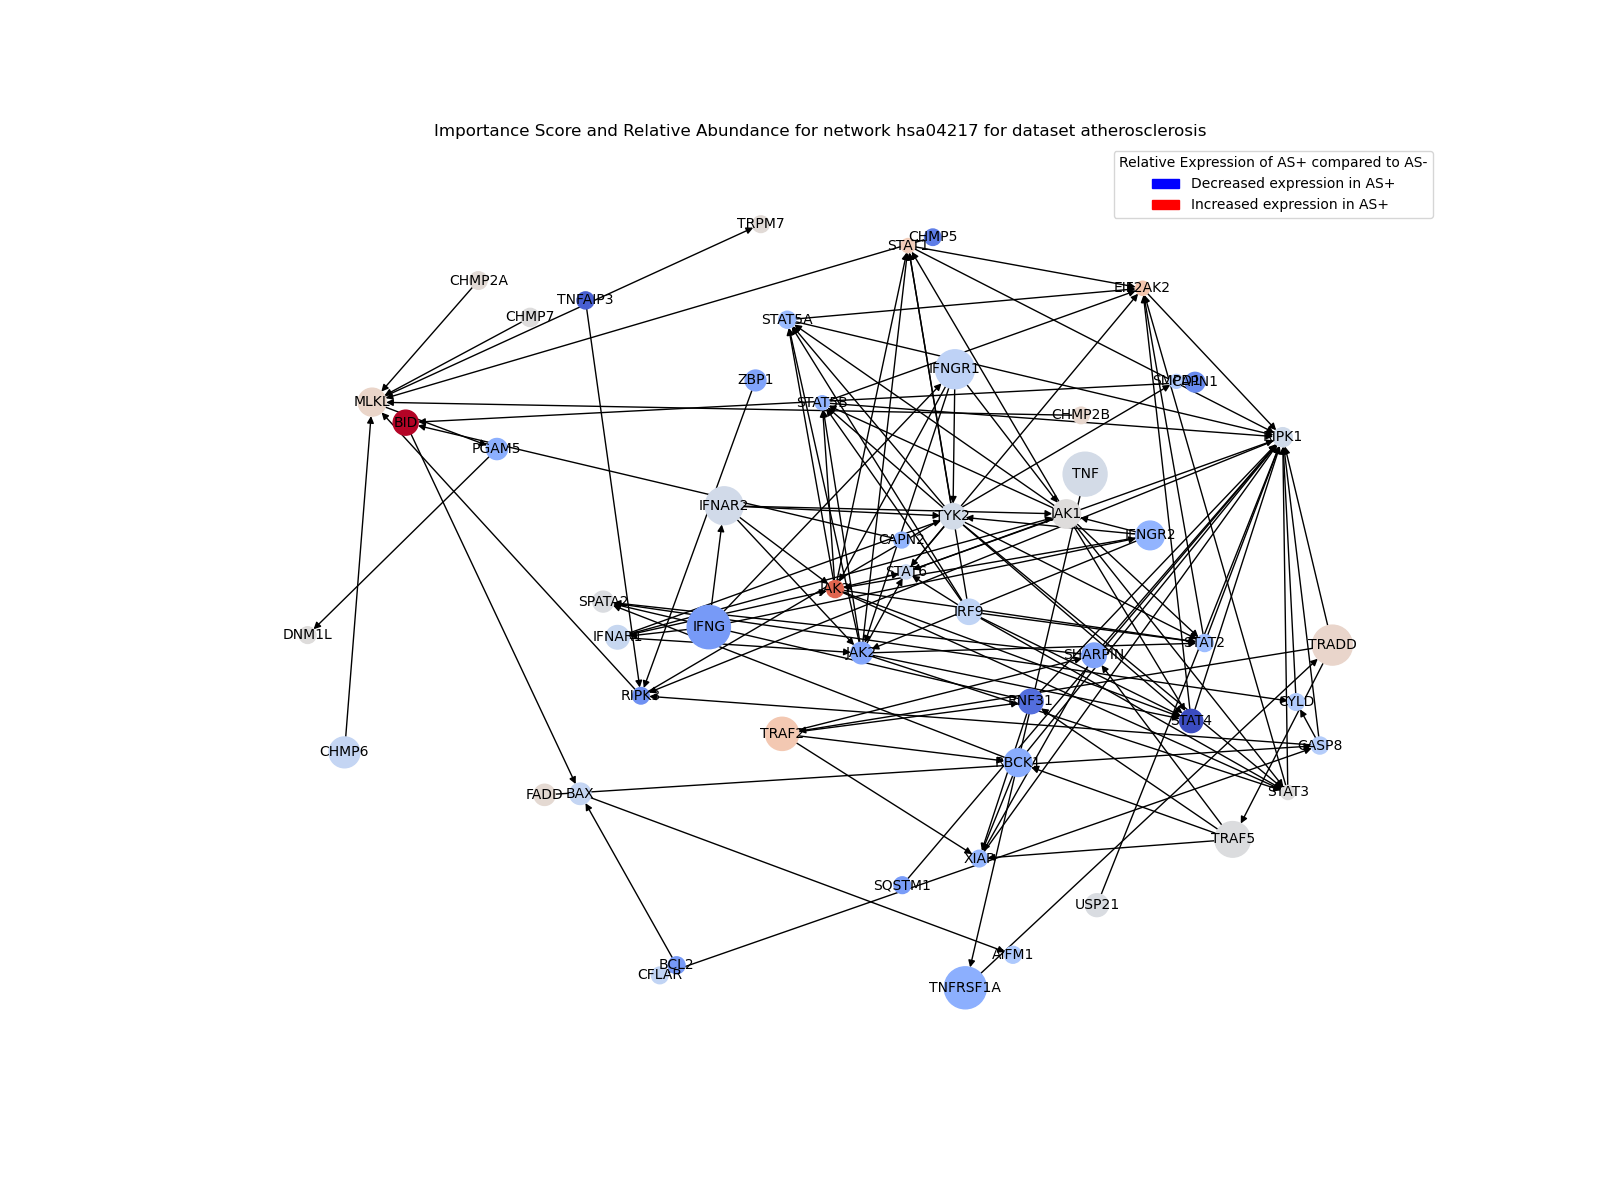 Importance Score and Relative Abundance for network hsa04217 for dataset atherosclerosis
Relative Expression of AS+ compared to AS-
Decreased expression in AS+
Increased expression in AS+
TRPM7
CHMP5
STAT1
CHMP2A
EIF2AK2
TNFAIP3
CHMP7
STAT5A
IFNGR1
ZBP1
CAPN1
MLKL
STAT5B
CHMP2B
BID
RIPK1
PGAM5
TNF
IFNAR2
TYK2
JAK1
IFNGR2
CAPN2
STAT6
SPATA2
IRF9
IFNG
DNM1L
IFNAR1
STAT2
TRADD
JAK2
SHARPIN
RIPK3
RNF31
CYLD
STAT4
TRAF2
CASP8
CHMP6
RBCK1
STAT3
FADD
BAX
TRAF5
XIAP
SQSTM1
USP21
AIFM1
BCL2
CFLAR
TNFRSF1A